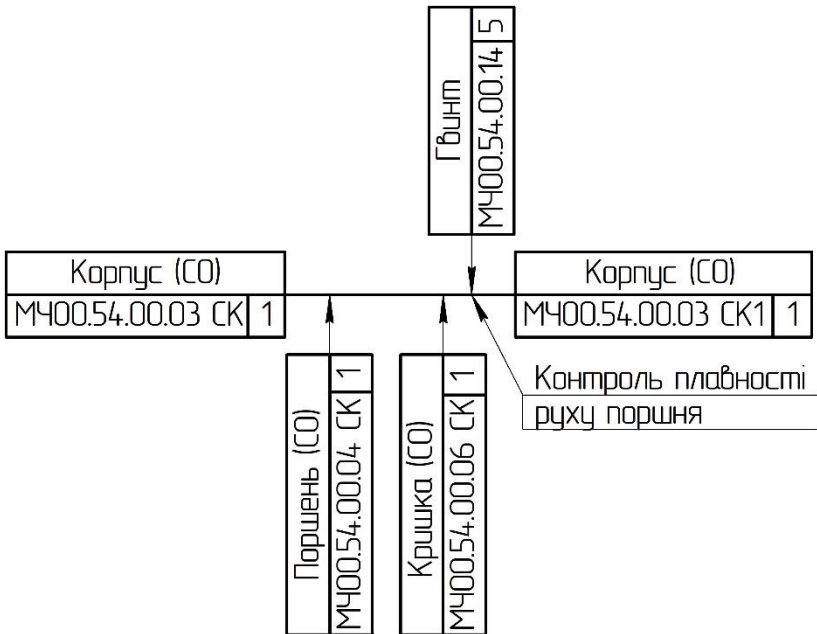 Гвинт
МЧ00.54.00.14 5
Корпус (СО)
МЧ00.54.00.03 СК 1
Корпус (СО)
МЧ00.54.00.03 СК1 1
Поршень (СО)
МЧ00.54.00.04 СК 1
Кришка (СО)
МЧ00.54.00.06 СК 1
Контроль плавності
руху поршня